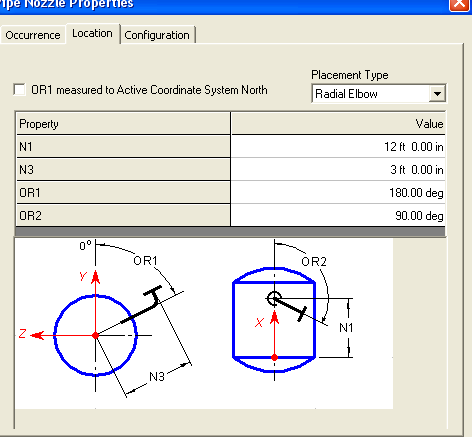 Pipe Nozzle Properties
Occurrence Location Configuration
Placement Type
OR1 measured to Active Coordinate System North
Radial Elbow
Property Value
N1 12 ft 0.00 in
N3 3 ft 0.00 in
OR1 180.00 deg
OR2 90.00 deg
0°
OR1
OR2
Y
Z
X
N1
N3